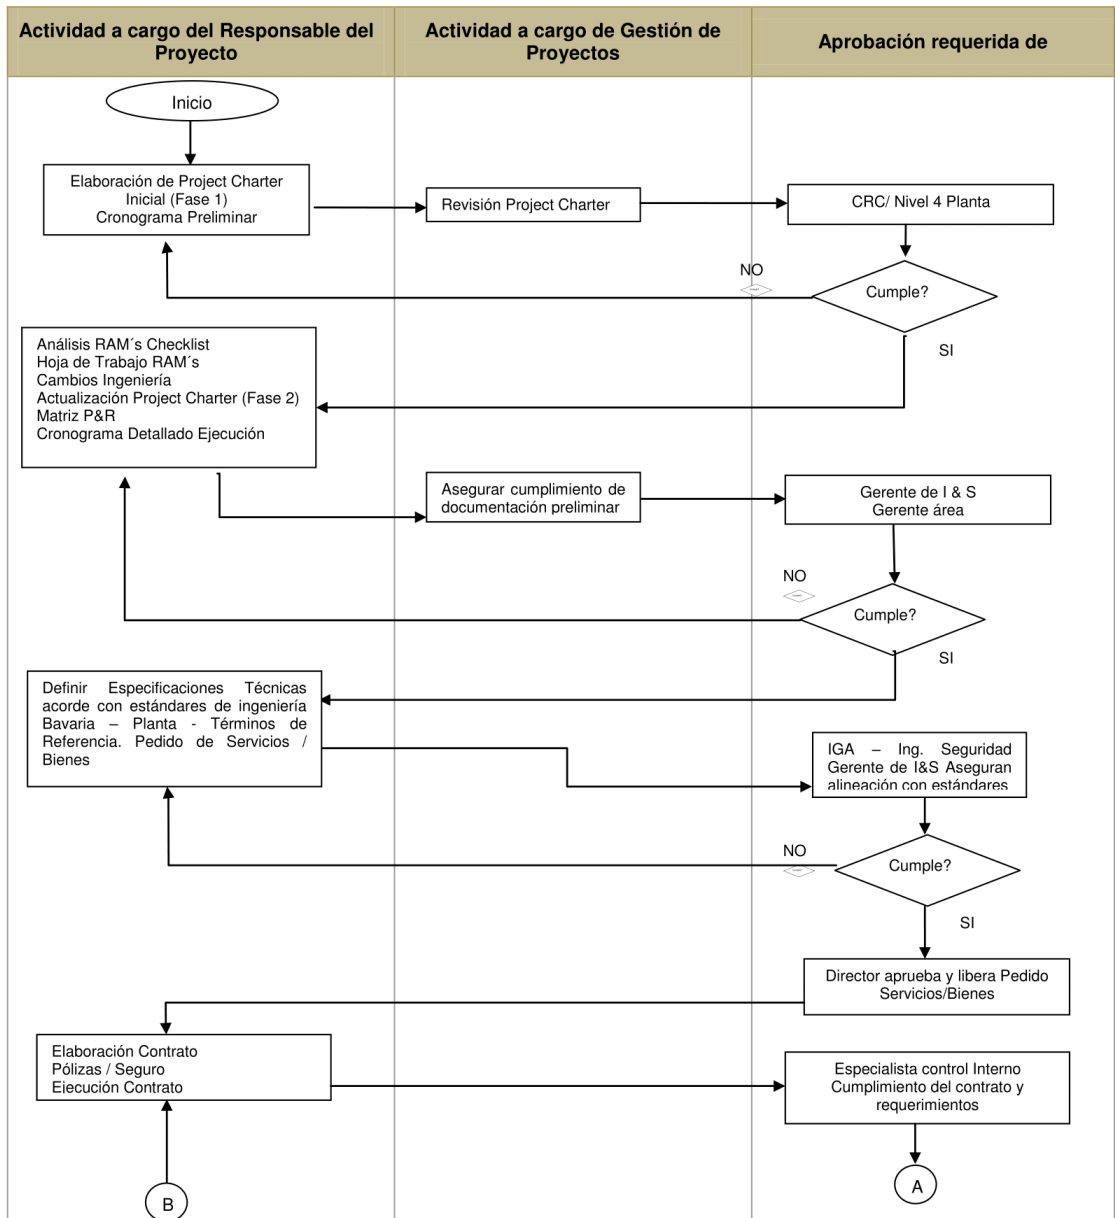 Actividad a cargo del Responsable del
Proyecto
Actividad a cargo de Gestión de
Proyectos
Aprobación requerida de
Inicio
Elaboración de Project Charter
Inicial (Fase 1)
Cronograma Preliminar
Revisión Project Charter
CRC/ Nivel 4 Planta
NO
Cumple?
SI
Análisis RAM´s Checklist
Hoja de Trabajo RAM´s
Cambios Ingeniería
Actualización Project Charter (Fase 2)
Matriz P&R
Cronograma Detallado Ejecución
Asegurar cumplimiento de
documentación preliminar
Gerente de I & S
Gerente área
NO
Cumple?
SI
Definir Especificaciones Técnicas
acorde con estándares de ingeniería
Bavaria – Planta - Términos de
Referencia. Pedido de Servicios /
Bienes
IGA – Ing. Seguridad
Gerente de I&S Aseguran
alineación con estándares
NO
Cumple?
SI
Director aprueba y libera Pedido
Servicios/Bienes
Elaboración Contrato
Pólizas / Seguro
Ejecución Contrato
Especialista control Interno
Cumplimiento del contrato y
requerimientos
B
A